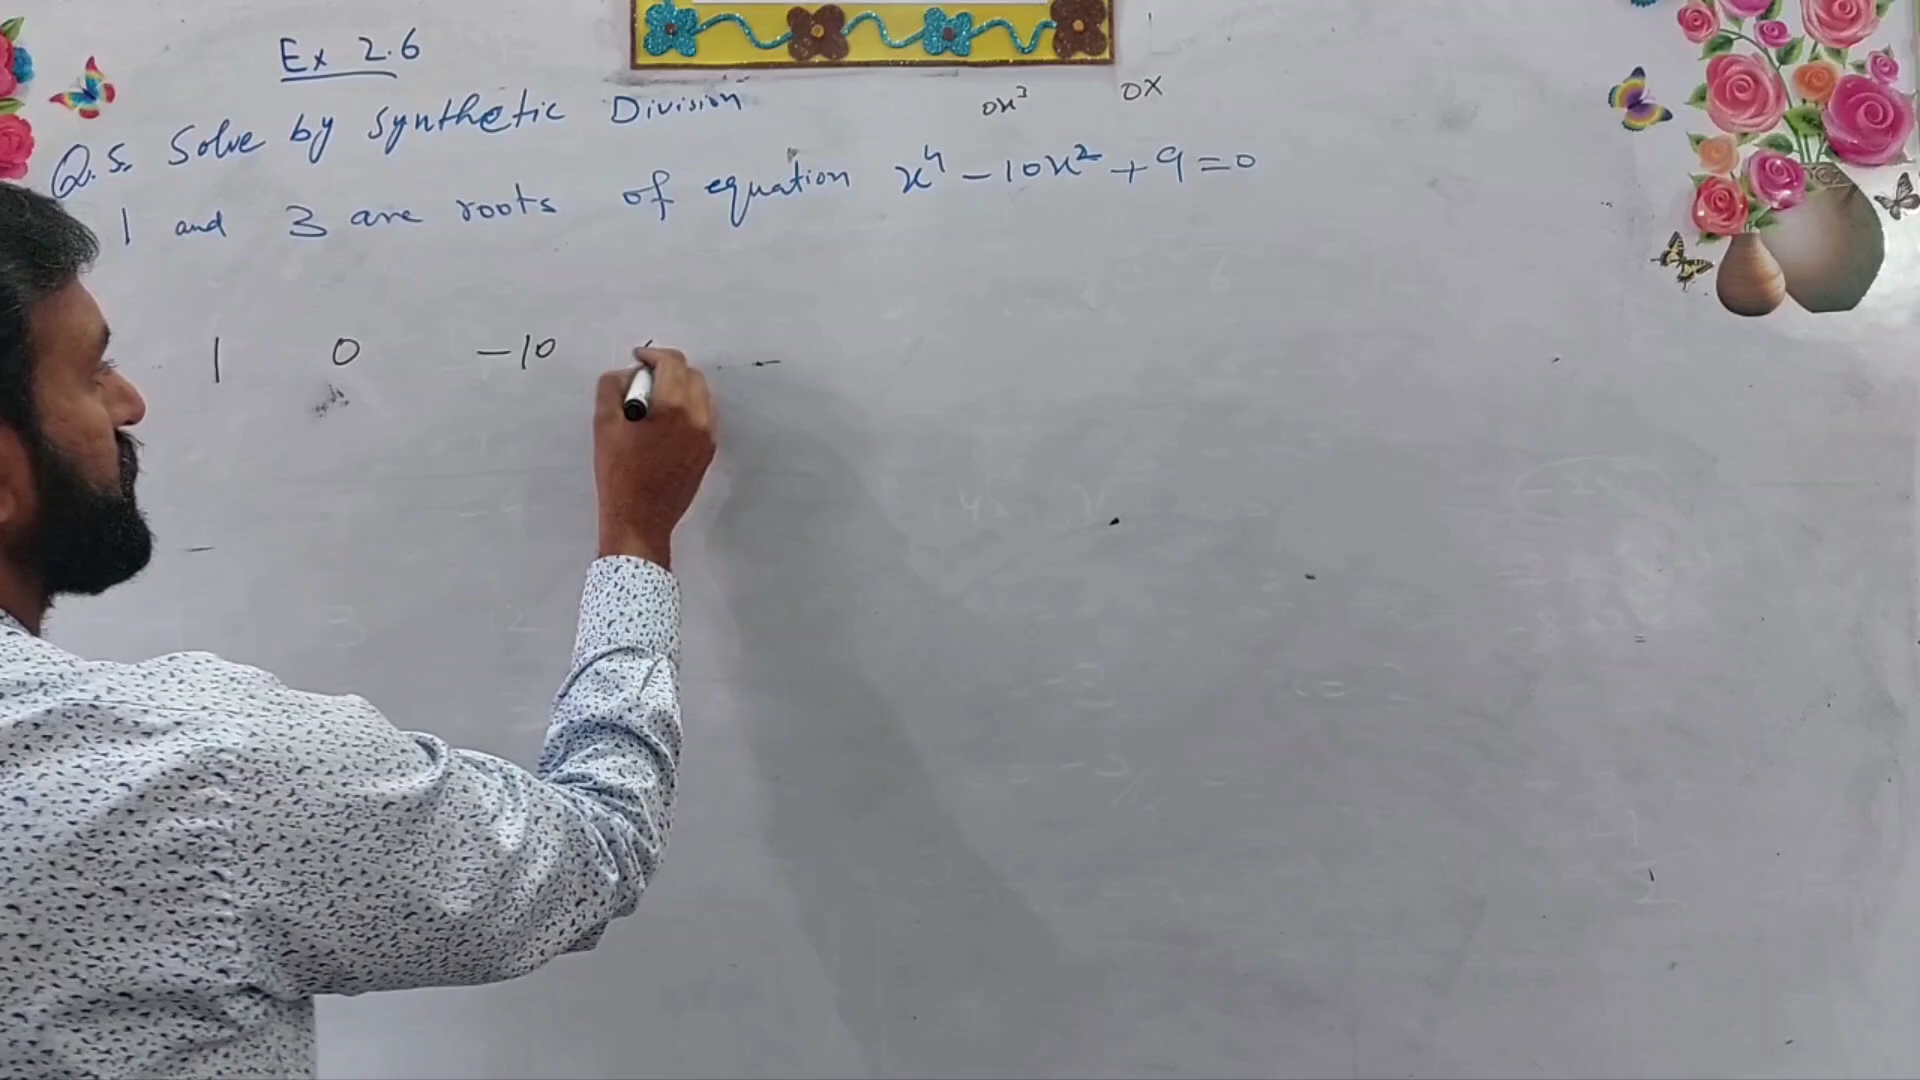 Ex 2.6
Q.5. Solve by Synthetic Division
0x³ 0x
1 and 3 are roots of equation x⁴ - 10x² + 9 = 0
1 0 -10